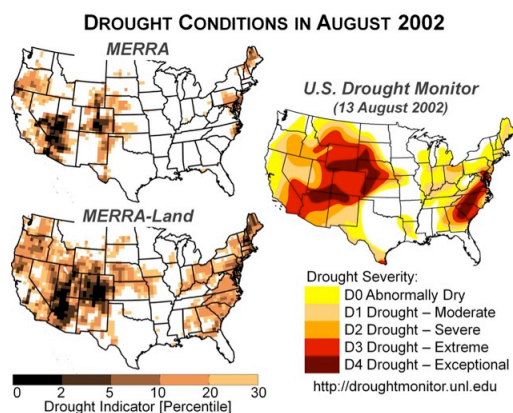 DROUGHT CONDITIONS IN AUGUST 2002
MERRA
U.S. Drought Monitor
(13 August 2002)
MERRA-Land
Drought Severity:
D0 Abnormally Dry
D1 Drought – Moderate
D2 Drought – Severe
D3 Drought – Extreme
D4 Drought – Exceptional
http://droughtmonitor.unl.edu
0 2 5 10 20 30
Drought Indicator [Percentile]